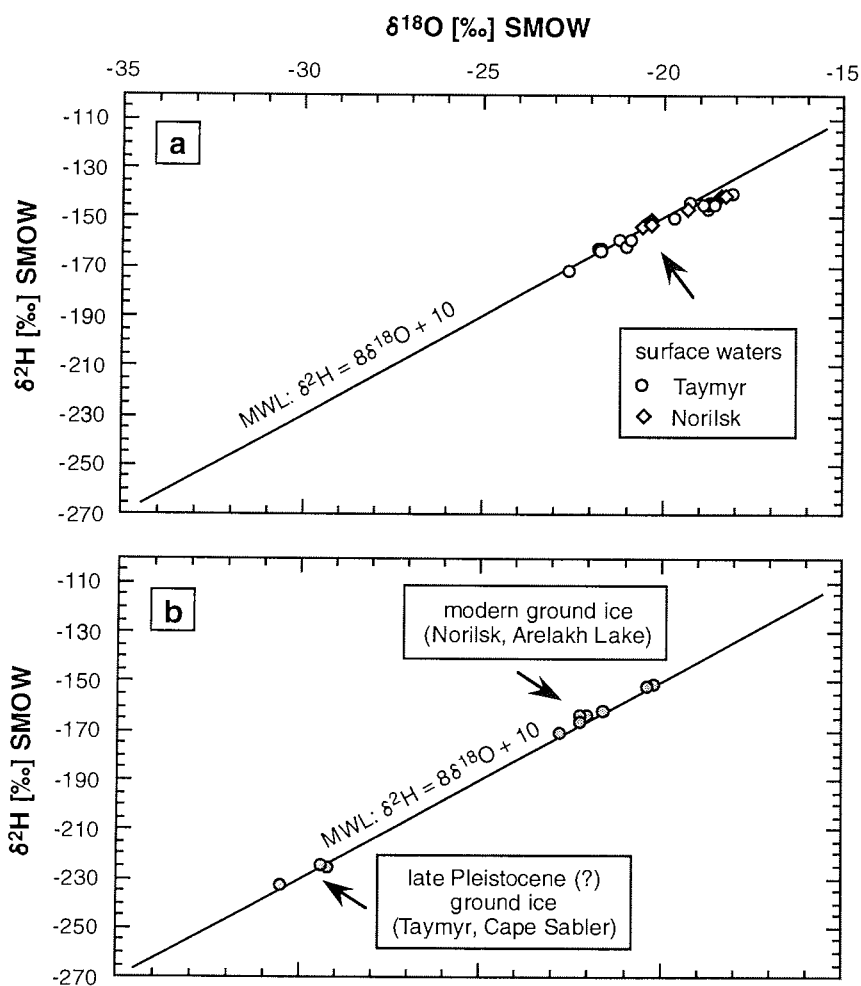 δ18O [‰] SMOW
-35 -30 -25 -20 -15
a
δ2H [‰] SMOW
-110
-130
-150
-170
-190
-210
-230
-250
-270
MWL: δ2H = 8δ18O + 10
surface waters
Taymyr
Norilsk
b
δ2H [‰] SMOW
-110
-130
-150
-170
-190
-210
-230
-250
-270
modern ground ice
(Norilsk, Arelakh Lake)
MWL: δ2H = 8δ18O + 10
late Pleistocene (?)
ground ice
(Taymyr, Cape Sabler)